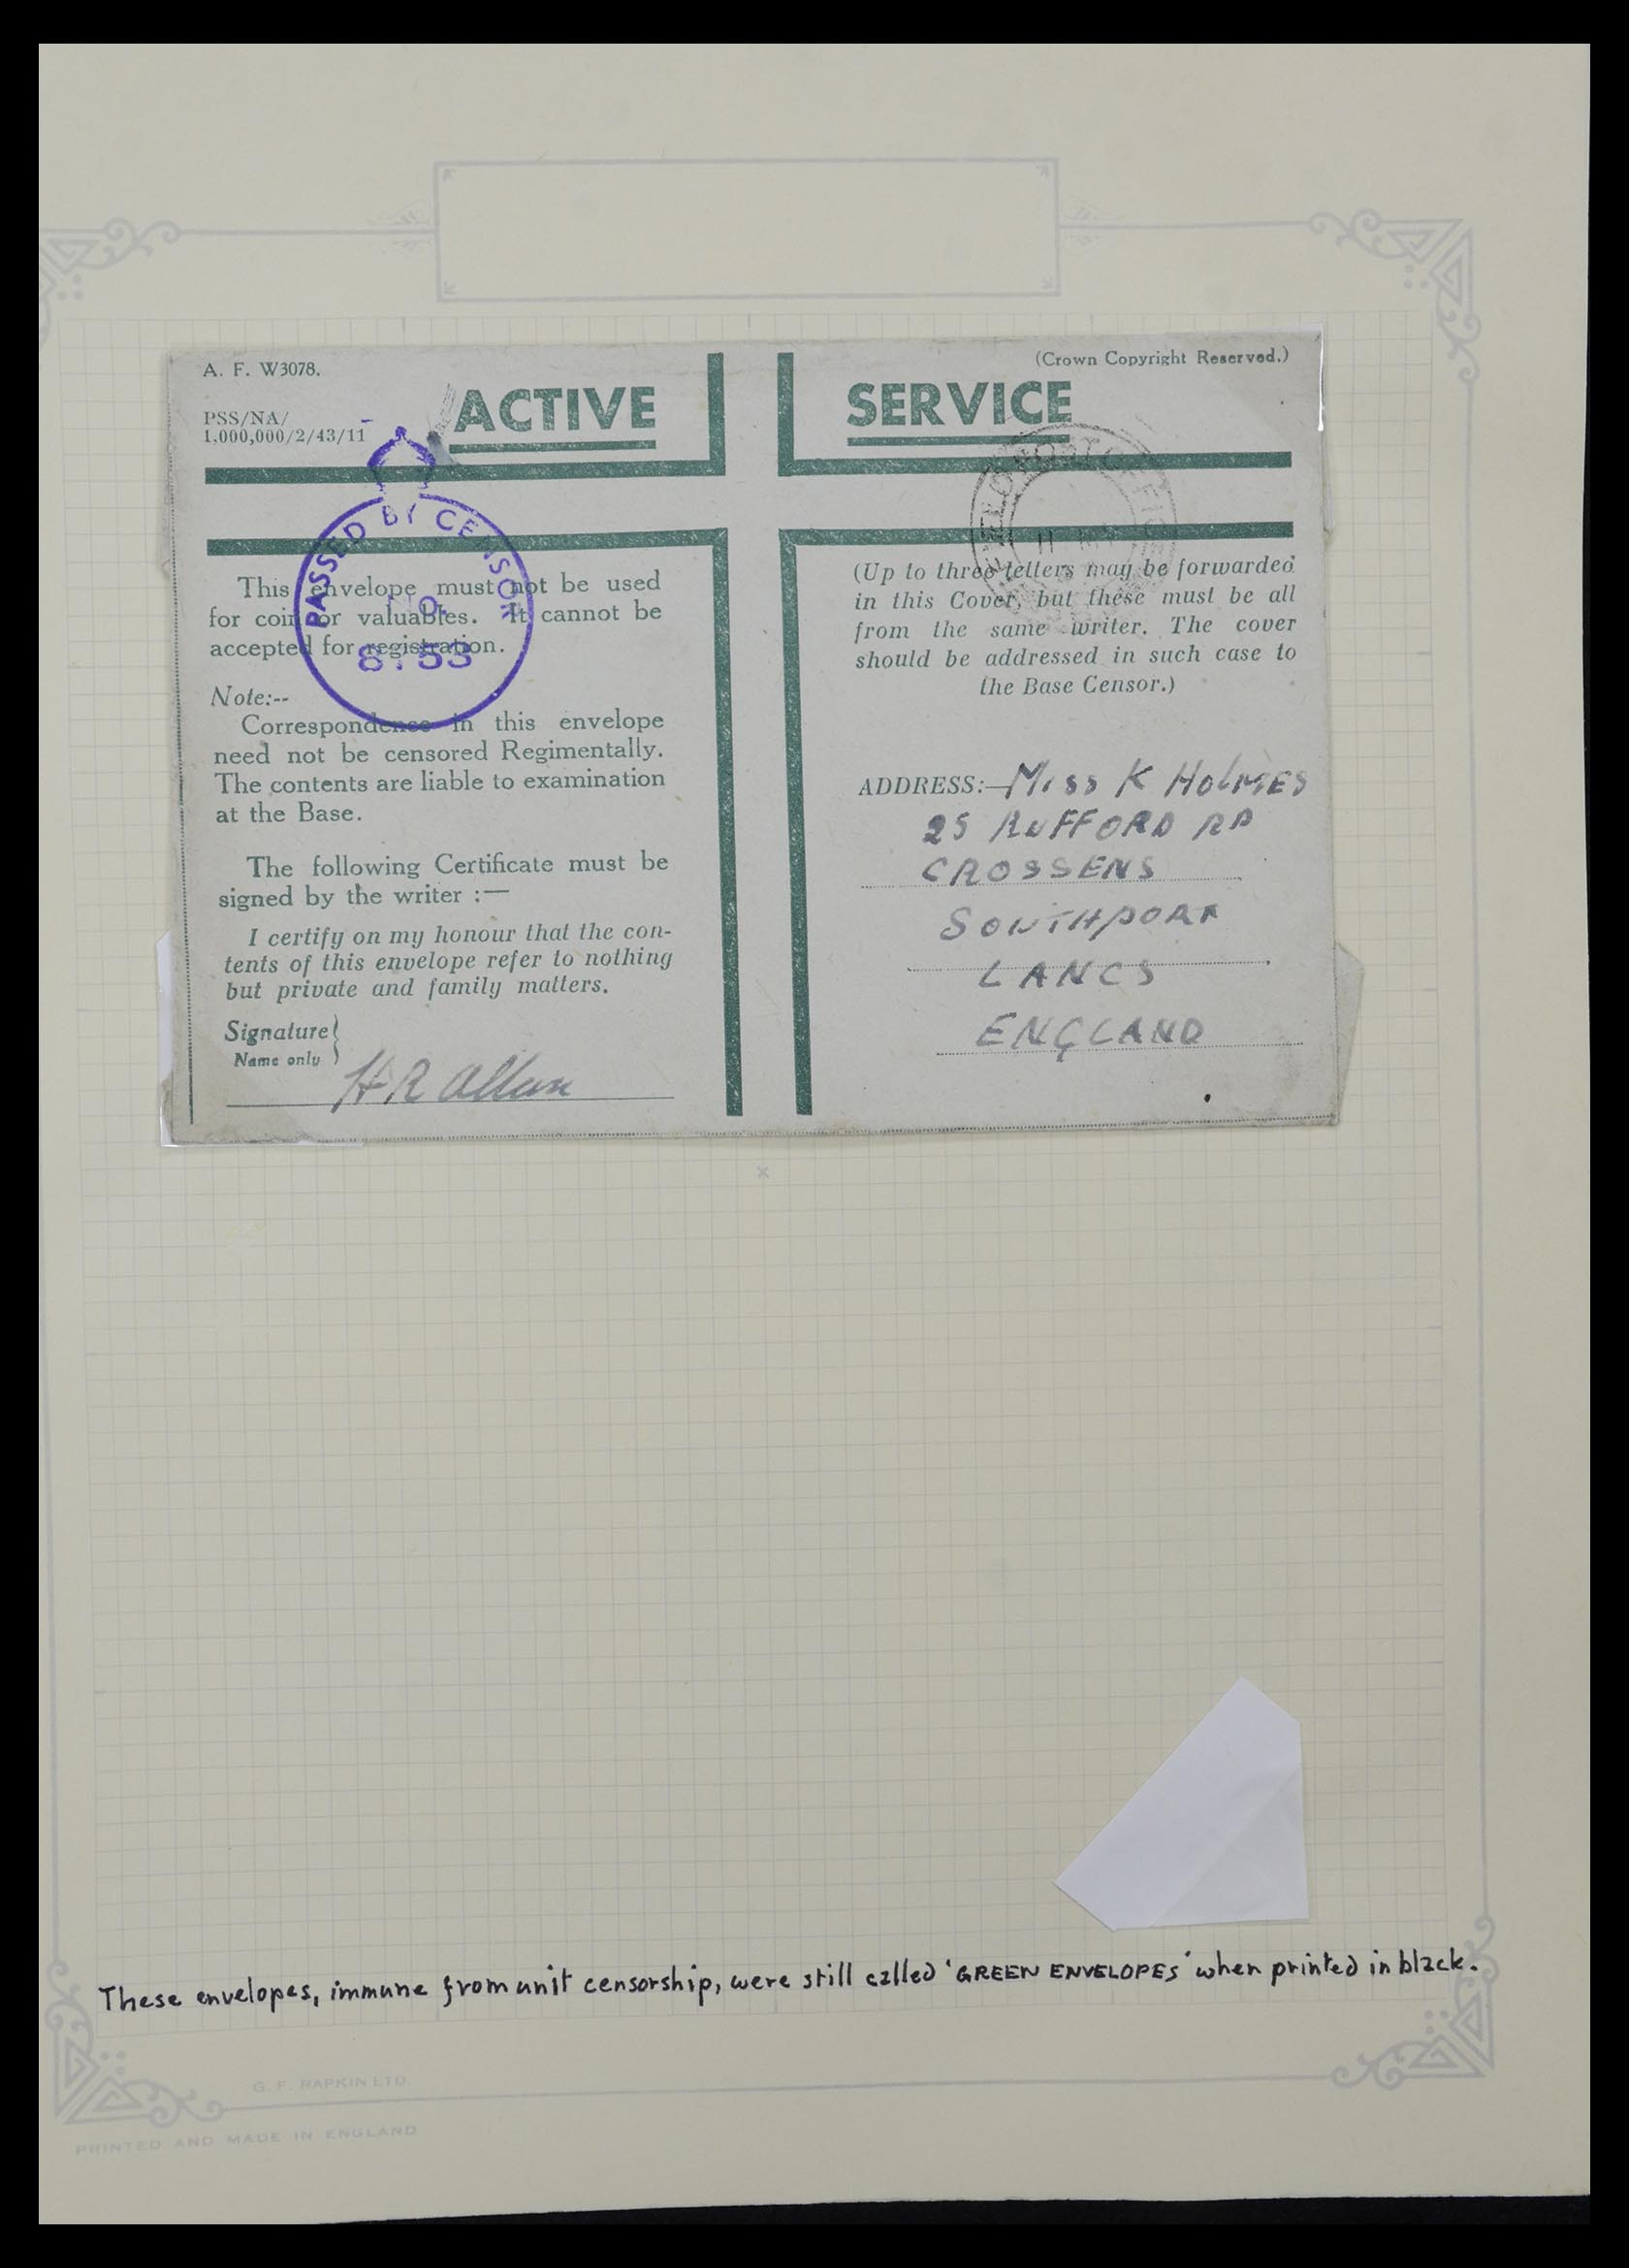 A. F. W3078.
(Crown Copyright Reserved.)
PSS/NA/
1,000,000/2/43/11
ACTIVE SERVICE
PASSED BY CENSOR
No
8.53
FIELD POST OFFICE
11
This envelope must not be used
for coin or valuables. It cannot be
accepted for registration.
Note:--
Correspondence in this envelope
need not be censored Regimentally.
The contents are liable to examination
at the Base.
The following Certificate must be
signed by the writer :—
I certify on my honour that the con-
tents of this envelope refer to nothing
but private and family matters.
Signature
Name only
H R Allan
(Up to three letters may be forwarded
in this Cover, but these must be all
from the same writer. The cover
should be addressed in such case to
the Base Censor.)
ADDRESS:— MISS K HOLMES
25 RUFFORD RD
CROSSENS
SOUTHPORT
LANCS
ENGLAND
x
These envelopes, immune from unit censorship, were still called 'GREEN ENVELOPES' when printed in black.
G. F. RAPKIN LTD.
PRINTED AND MADE IN ENGLAND